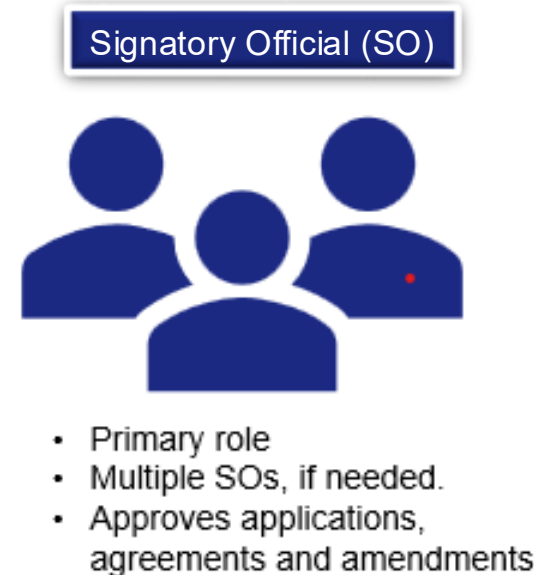 Signatory Official (SO)
• Primary role
• Multiple SOs, if needed.
• Approves applications,
agreements and amendments